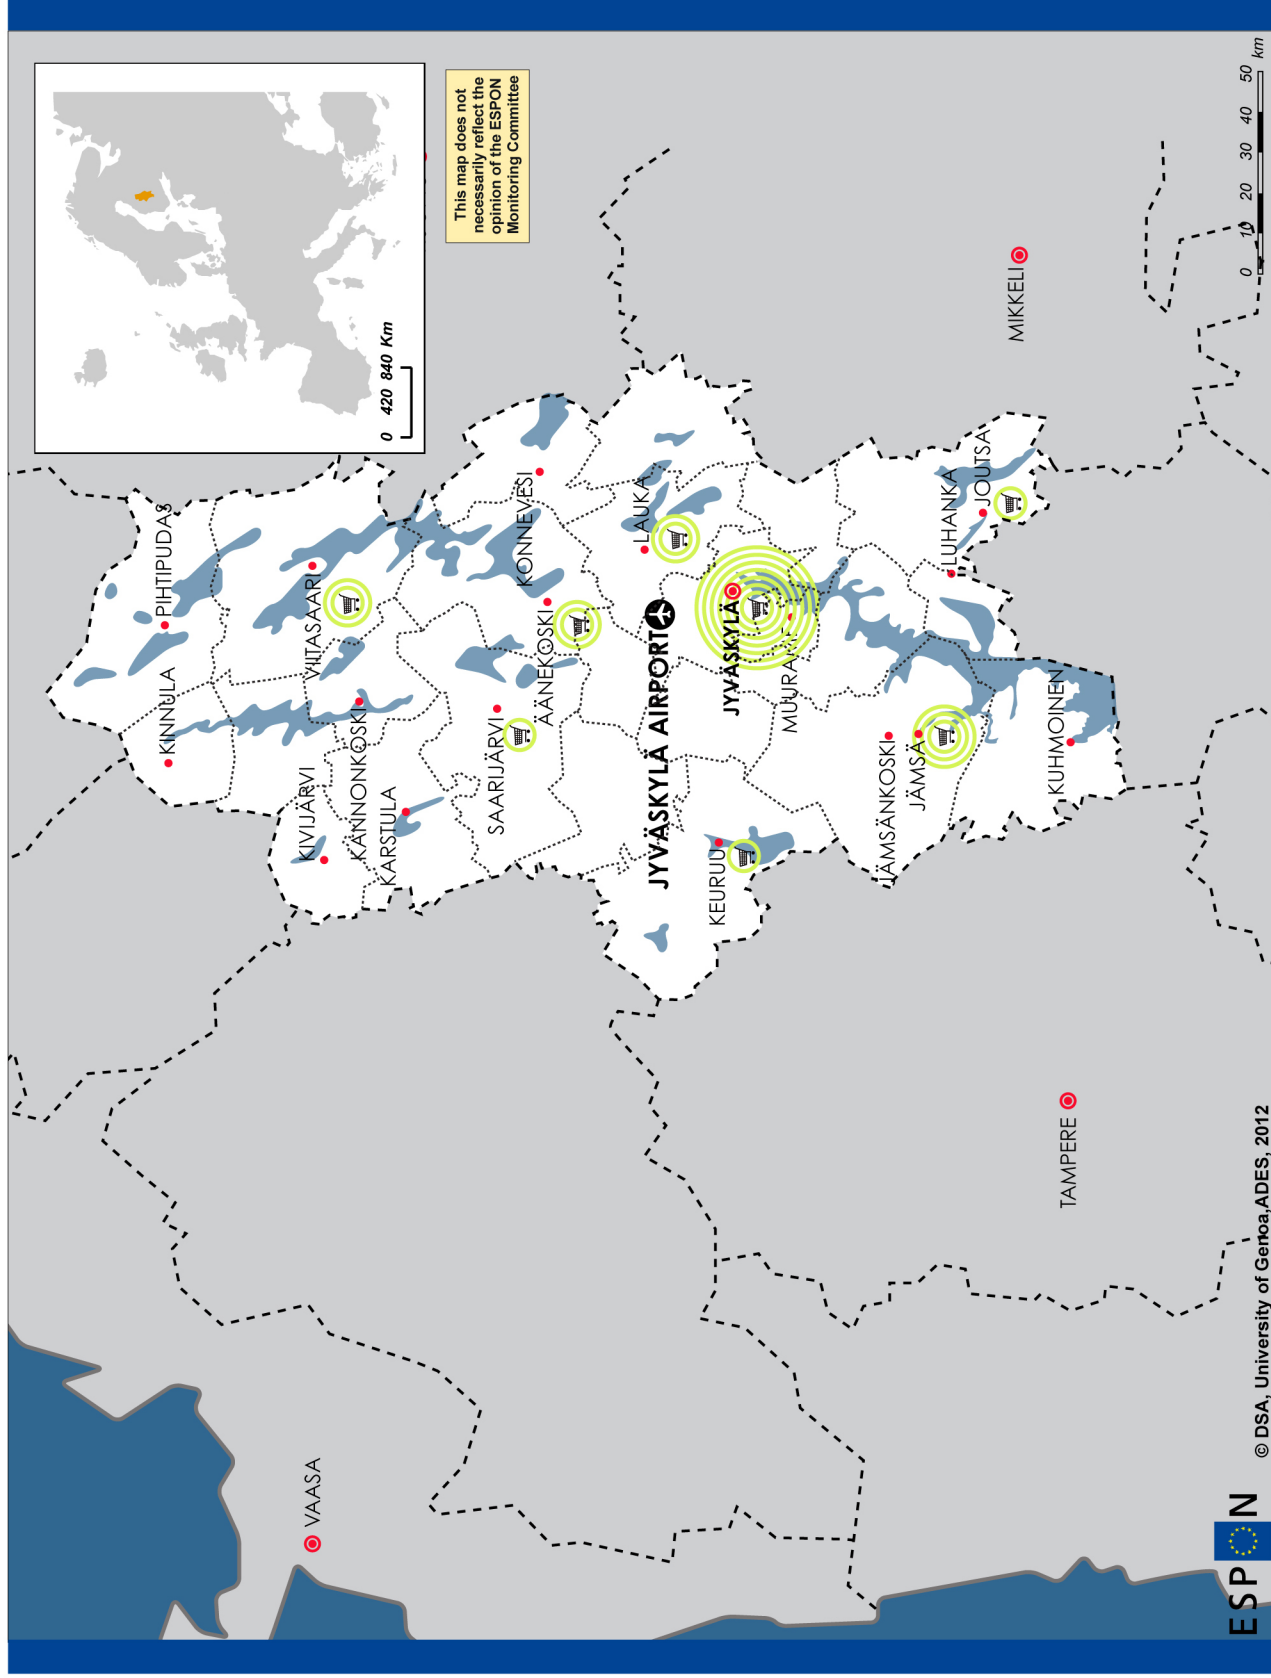 0 420 840 Km
This map does not
necessarily reflect the
opinion of the ESPON
Monitoring Committee
PIHTIPUDAS
KINNULA
VIITASAARI
KIVIJÄRVI
KANNONKOSKI
KARSTULA
KONNEVESI
SAARIJÄRVI
ÄÄNEKOSKI
LAUKA
JYVÄSKYLÄ AIRPORT
JYVÄSKYLÄ
KEURUU
MUURAME
JÄMSÄNKOSKI
JÄMSÄ
LUHANKA
JOUTSA
KUHMOINEN
MIKKELI
TAMPERE
VAASA
0 10 20 30 40 50 km
ESPON
© DSA, University of Genoa,ADES, 2012